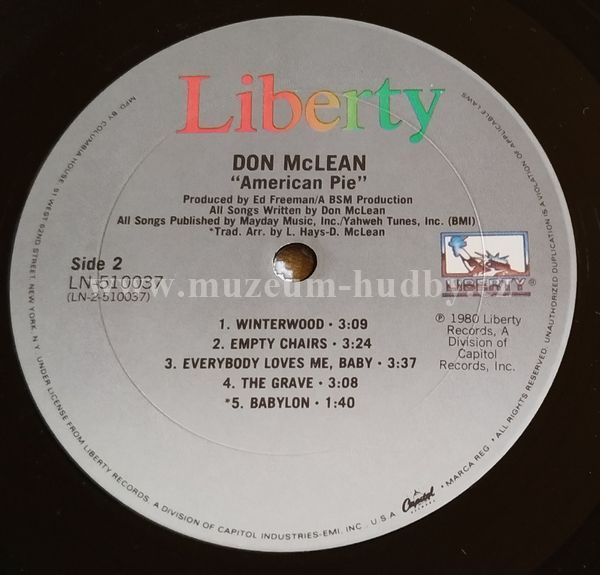 Liberty
DON McLEAN
“American Pie”
Produced by Ed Freeman/A BSM Production
All Songs Written by Don McLean
All Songs Published by Mayday Music, Inc./Yahweh Tunes, Inc. (BMI)
*Trad. Arr. by L. Hays-D. McLean
Side 2
LN-510037
(LN-2-510037)
LIBERTY®
℗ 1980 Liberty
Records, A
Division of
Capitol
Records, Inc.
1. WINTERWOOD · 3:09
2. EMPTY CHAIRS · 3:24
3. EVERYBODY LOVES ME, BABY · 3:37
4. THE GRAVE · 3:08
*5. BABYLON · 1:40
Capitol
MFD. BY COLUMBIA HOUSE, 51 WEST 52ND STREET, NEW YORK, N.Y. UNDER LICENSE FROM LIBERTY RECORDS, A DIVISION OF CAPITOL INDUSTRIES-EMI, INC., U.S.A. · MARCA REG. · ALL RIGHTS RESERVED. UNAUTHORIZED DUPLICATION IS A VIOLATION OF APPLICABLE LAWS.